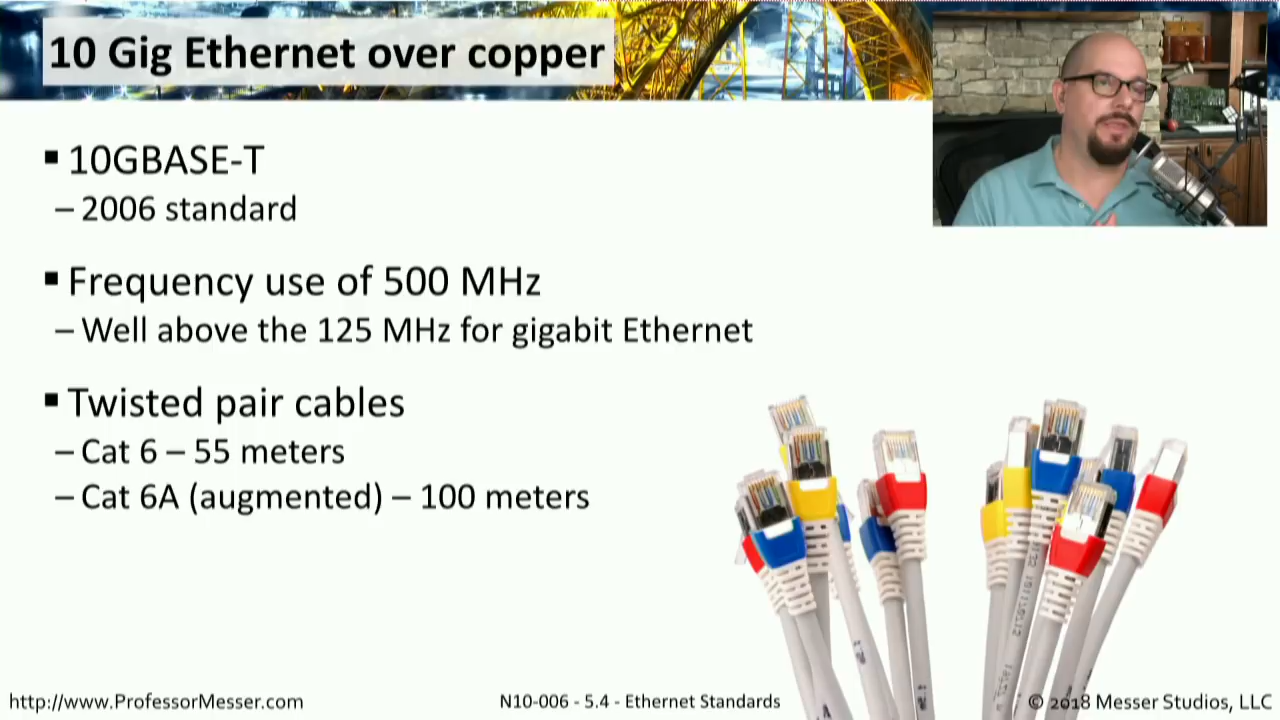 10 Gig Ethernet over copper
▪ 10GBASE-T
– 2006 standard
▪ Frequency use of 500 MHz
– Well above the 125 MHz for gigabit Ethernet
▪ Twisted pair cables
– Cat 6 – 55 meters
– Cat 6A (augmented) – 100 meters
http://www.ProfessorMesser.com
N10-006 - 5.4 - Ethernet Standards
© 2018 Messer Studios, LLC